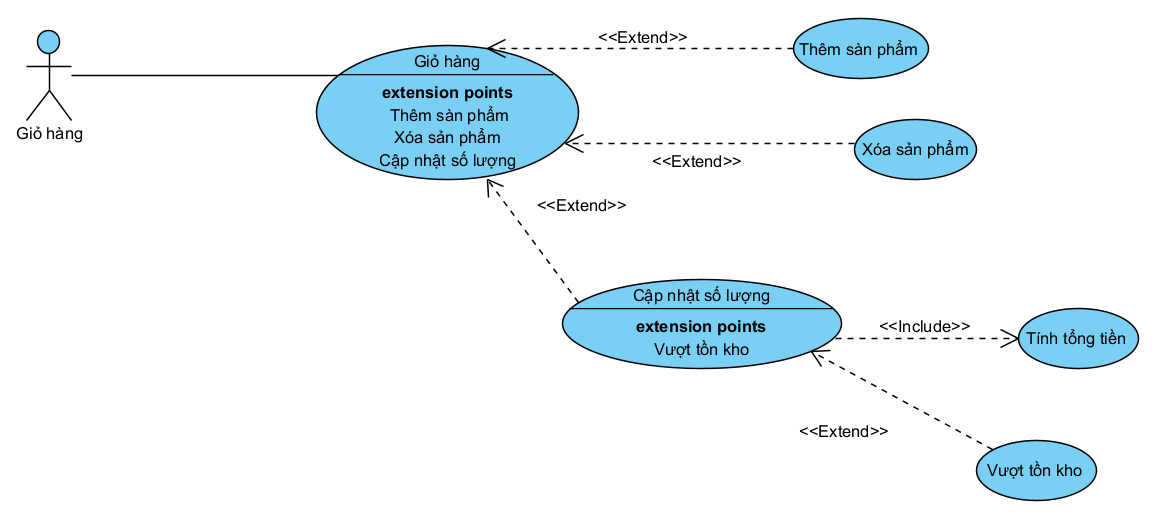 <<Extend>>
Thêm sàn phẩm
Giỏ hàng
extension points
Thêm sàn phẩm
Xóa sản phẩm
Cập nhật số lượng
Giỏ hàng
<<Extend>>
Xóa sản phẩm
<<Extend>>
Cập nhật số lượng
extension points
Vượt tồn kho
<<Include>>
Tính tổng tiền
<<Extend>>
Vượt tồn kho